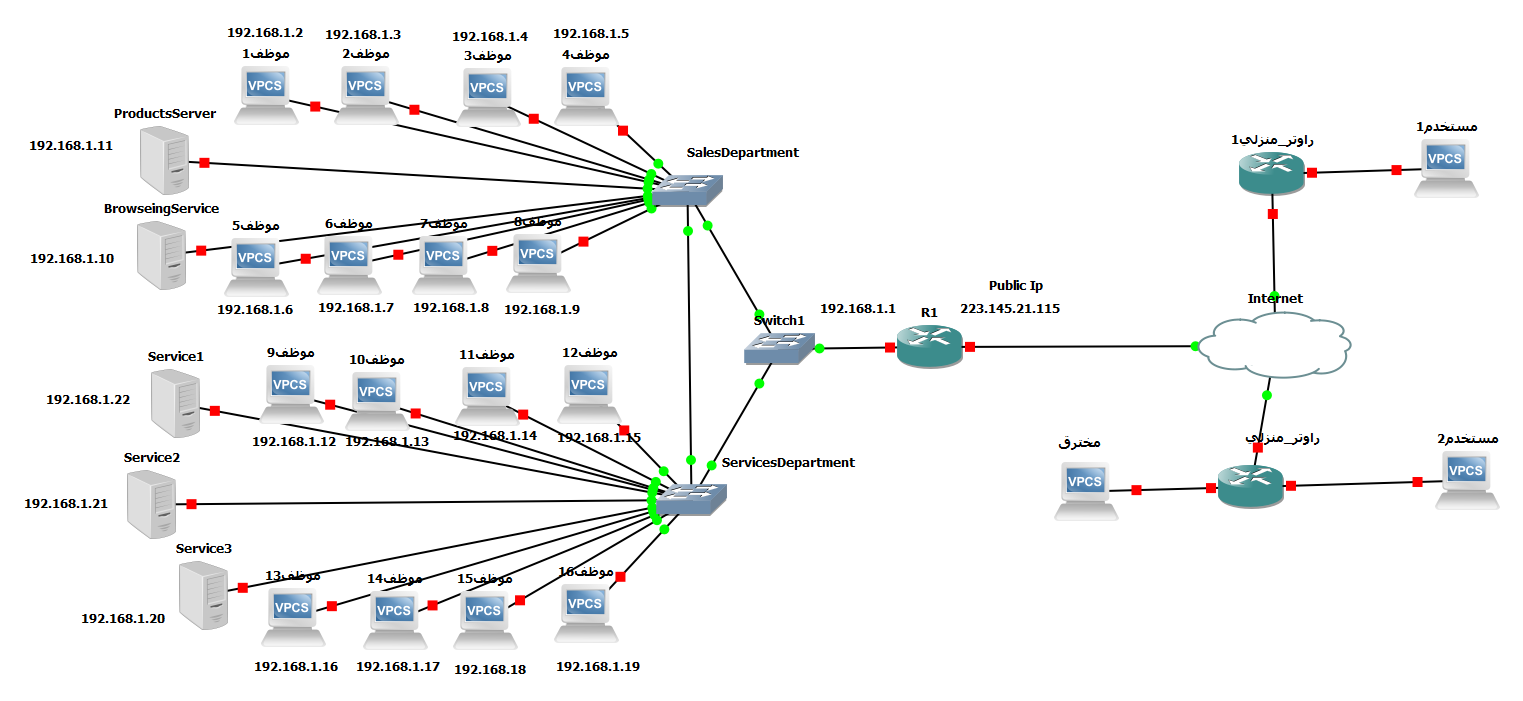 192.168.1.2
موظف1
192.168.1.3
موظف2
192.168.1.4
موظف3
192.168.1.5
موظف4
VPCS
VPCS
VPCS
VPCS
ProductsServer
192.168.1.11
SalesDepartment
BrowseingService
192.168.1.10
موظف5
موظف6
موظف7
موظف8
VPCS
VPCS
VPCS
VPCS
192.168.1.6
192.168.1.7
192.168.1.8
192.168.1.9
Switch1
192.168.1.1
R1
Public Ip
223.145.21.115
راوتر_منزلي1
مستخدم1
VPCS
Internet
Service1
192.168.1.22
موظف9
موظف10
موظف11
موظف12
VPCS
VPCS
VPCS
VPCS
192.168.1.12
192.168.1.13
192.168.1.14
192.168.1.15
Service2
192.168.1.21
ServicesDepartment
مخترق
VPCS
راوتر_منزلي
مستخدم2
VPCS
Service3
192.168.1.20
موظف13
موظف14
موظف15
موظف16
VPCS
VPCS
VPCS
VPCS
192.168.1.16
192.168.1.17
192.168.18
192.168.1.19